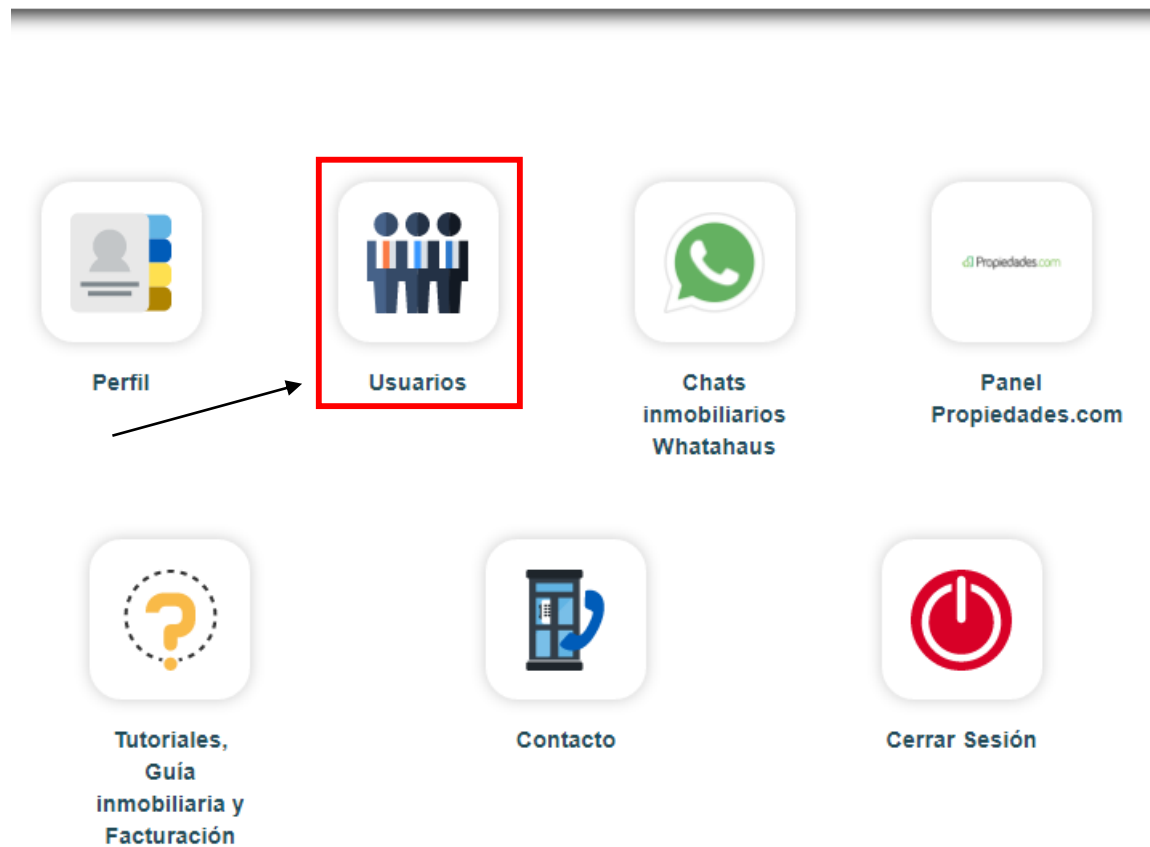 Propiedades.com
Perfil
Usuarios
Chats
inmobiliarios
Whatahaus
Panel
Propiedades.com
Tutoriales,
Guía
inmobiliaria y
Facturación
Contacto
Cerrar Sesión